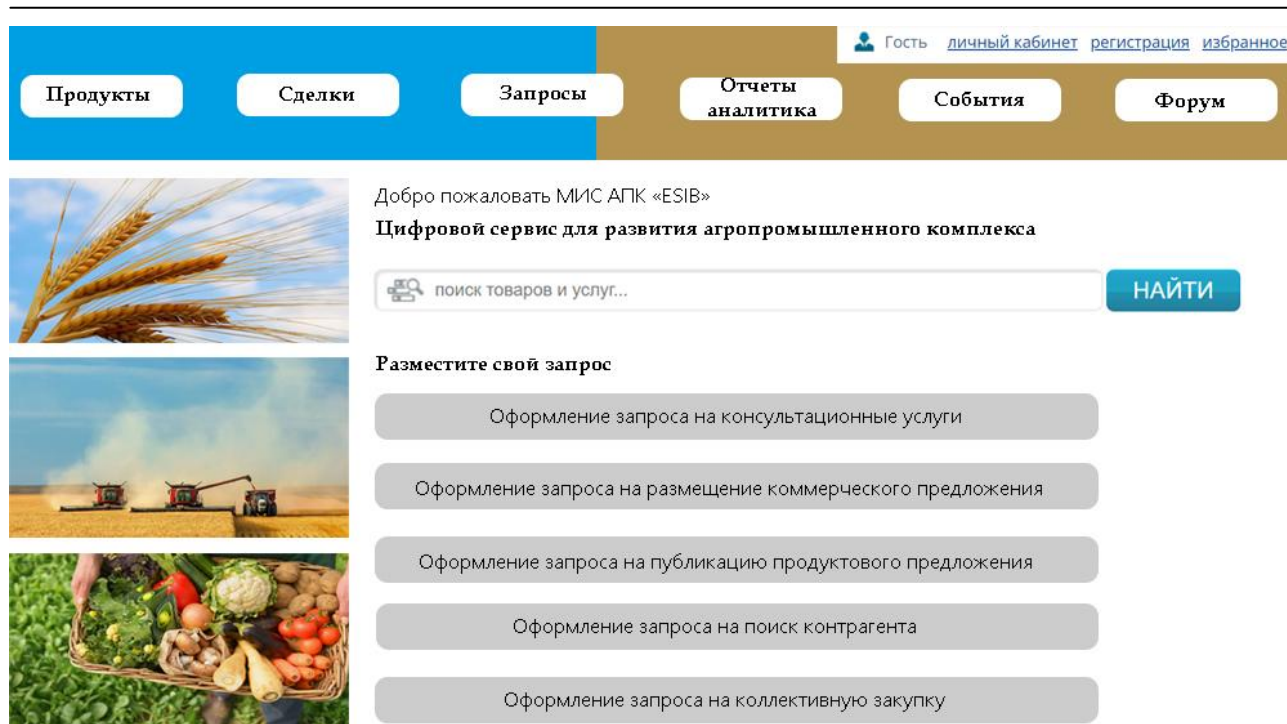 Гость личный кабинет регистрация избранное
Продукты Сделки Запросы Отчеты аналитика События Форум
Добро пожаловать МИС АПК «ESIB»
Цифровой сервис для развития агропромышленного комплекса
поиск товаров и услуг... НАЙТИ
Разместите свой запрос
Оформление запроса на консультационные услуги
Оформление запроса на размещение коммерческого предложения
Оформление запроса на публикацию продуктового предложения
Оформление запроса на поиск контрагента
Оформление запроса на коллективную закупку